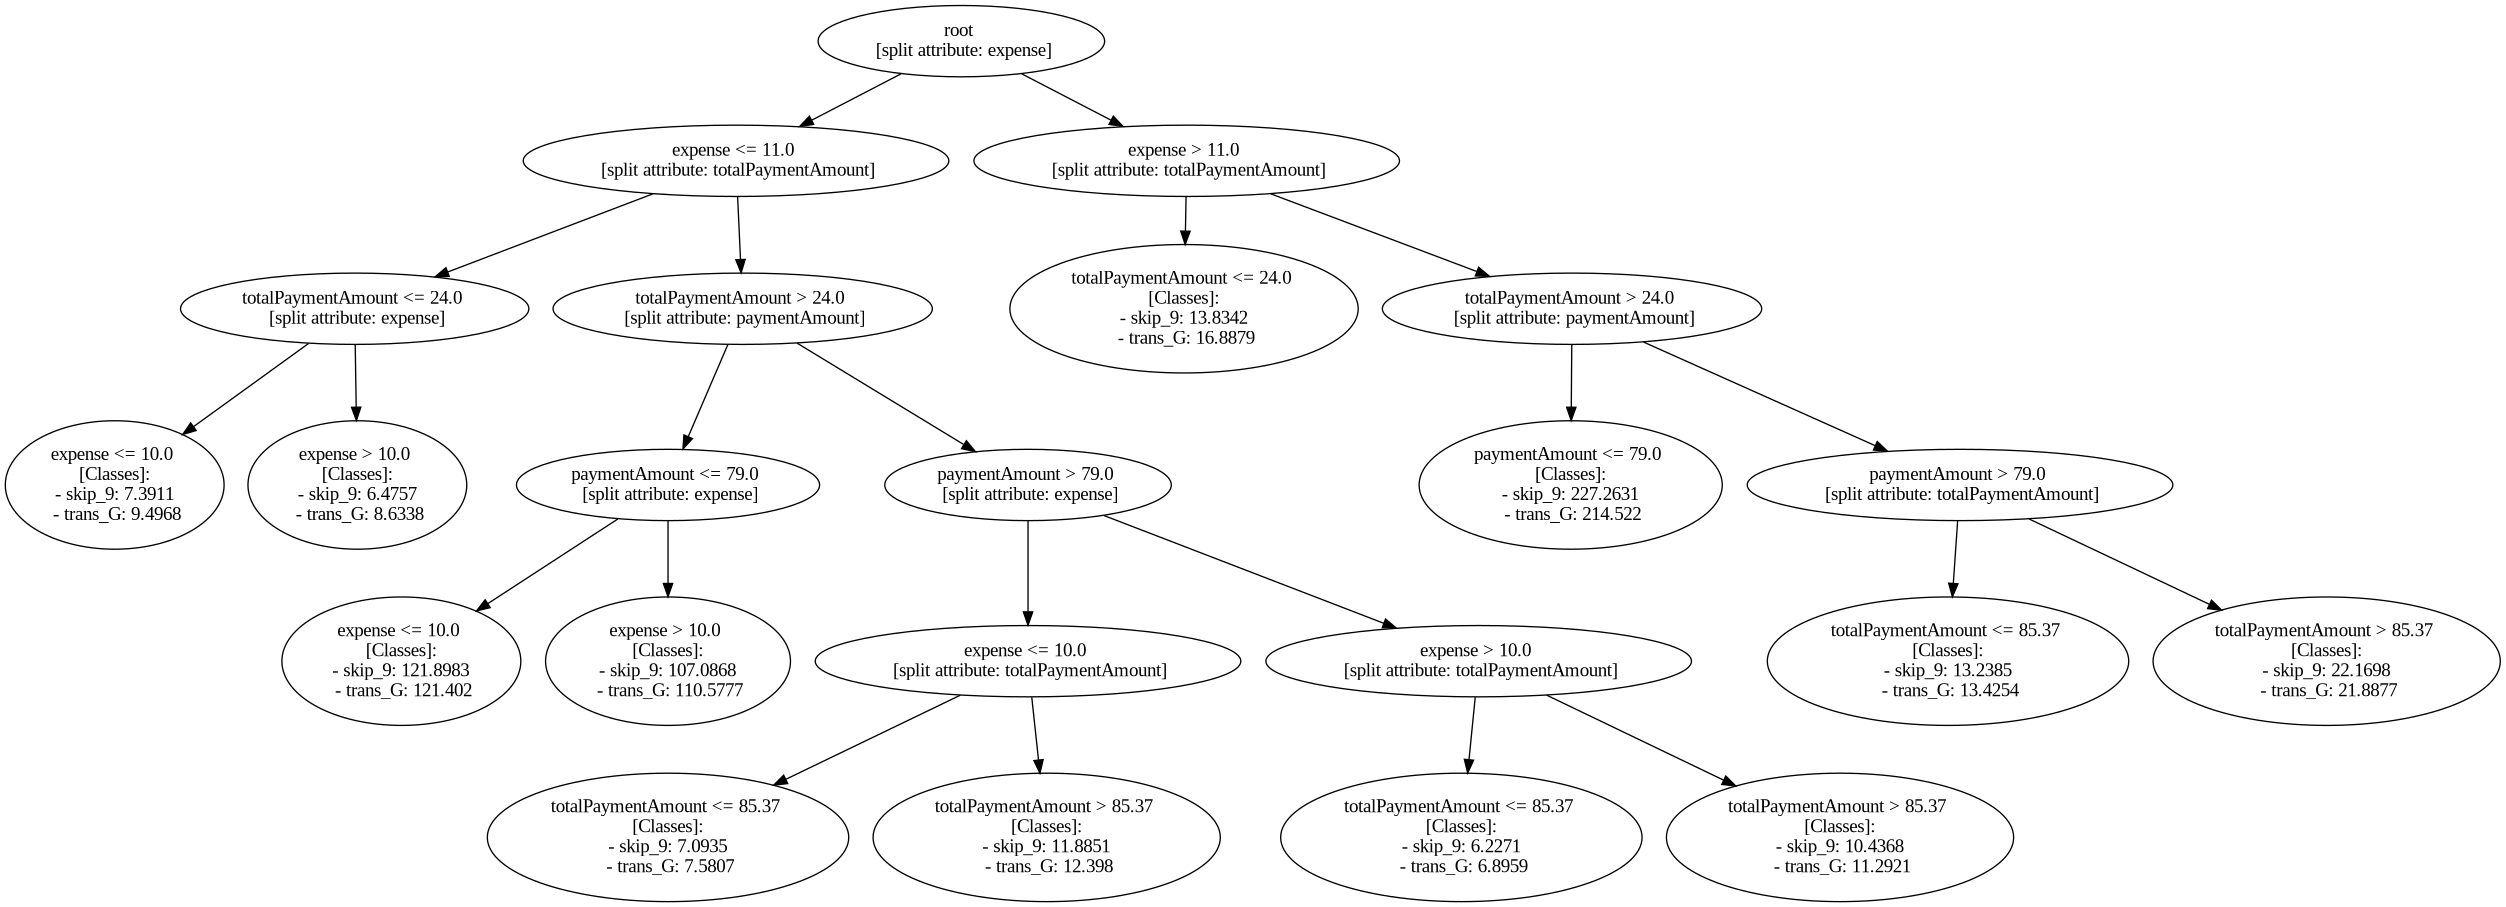 root
[split attribute: expense]
expense <= 11.0
[split attribute: totalPaymentAmount]
expense > 11.0
[split attribute: totalPaymentAmount]
totalPaymentAmount <= 24.0
[split attribute: expense]
totalPaymentAmount > 24.0
[split attribute: paymentAmount]
totalPaymentAmount <= 24.0
[Classes]:
- skip_9: 13.8342
- trans_G: 16.8879
totalPaymentAmount > 24.0
[split attribute: paymentAmount]
expense <= 10.0
[Classes]:
- skip_9: 7.3911
- trans_G: 9.4968
expense > 10.0
[Classes]:
- skip_9: 6.4757
- trans_G: 8.6338
paymentAmount <= 79.0
[split attribute: expense]
paymentAmount > 79.0
[split attribute: expense]
paymentAmount <= 79.0
[Classes]:
- skip_9: 227.2631
- trans_G: 214.522
paymentAmount > 79.0
[split attribute: totalPaymentAmount]
expense <= 10.0
[Classes]:
- skip_9: 121.8983
- trans_G: 121.402
expense > 10.0
[Classes]:
- skip_9: 107.0868
- trans_G: 110.5777
expense <= 10.0
[split attribute: totalPaymentAmount]
expense > 10.0
[split attribute: totalPaymentAmount]
totalPaymentAmount <= 85.37
[Classes]:
- skip_9: 13.2385
- trans_G: 13.4254
totalPaymentAmount > 85.37
[Classes]:
- skip_9: 22.1698
- trans_G: 21.8877
totalPaymentAmount <= 85.37
[Classes]:
- skip_9: 7.0935
- trans_G: 7.5807
totalPaymentAmount > 85.37
[Classes]:
- skip_9: 11.8851
- trans_G: 12.398
totalPaymentAmount <= 85.37
[Classes]:
- skip_9: 6.2271
- trans_G: 6.8959
totalPaymentAmount > 85.37
[Classes]:
- skip_9: 10.4368
- trans_G: 11.2921